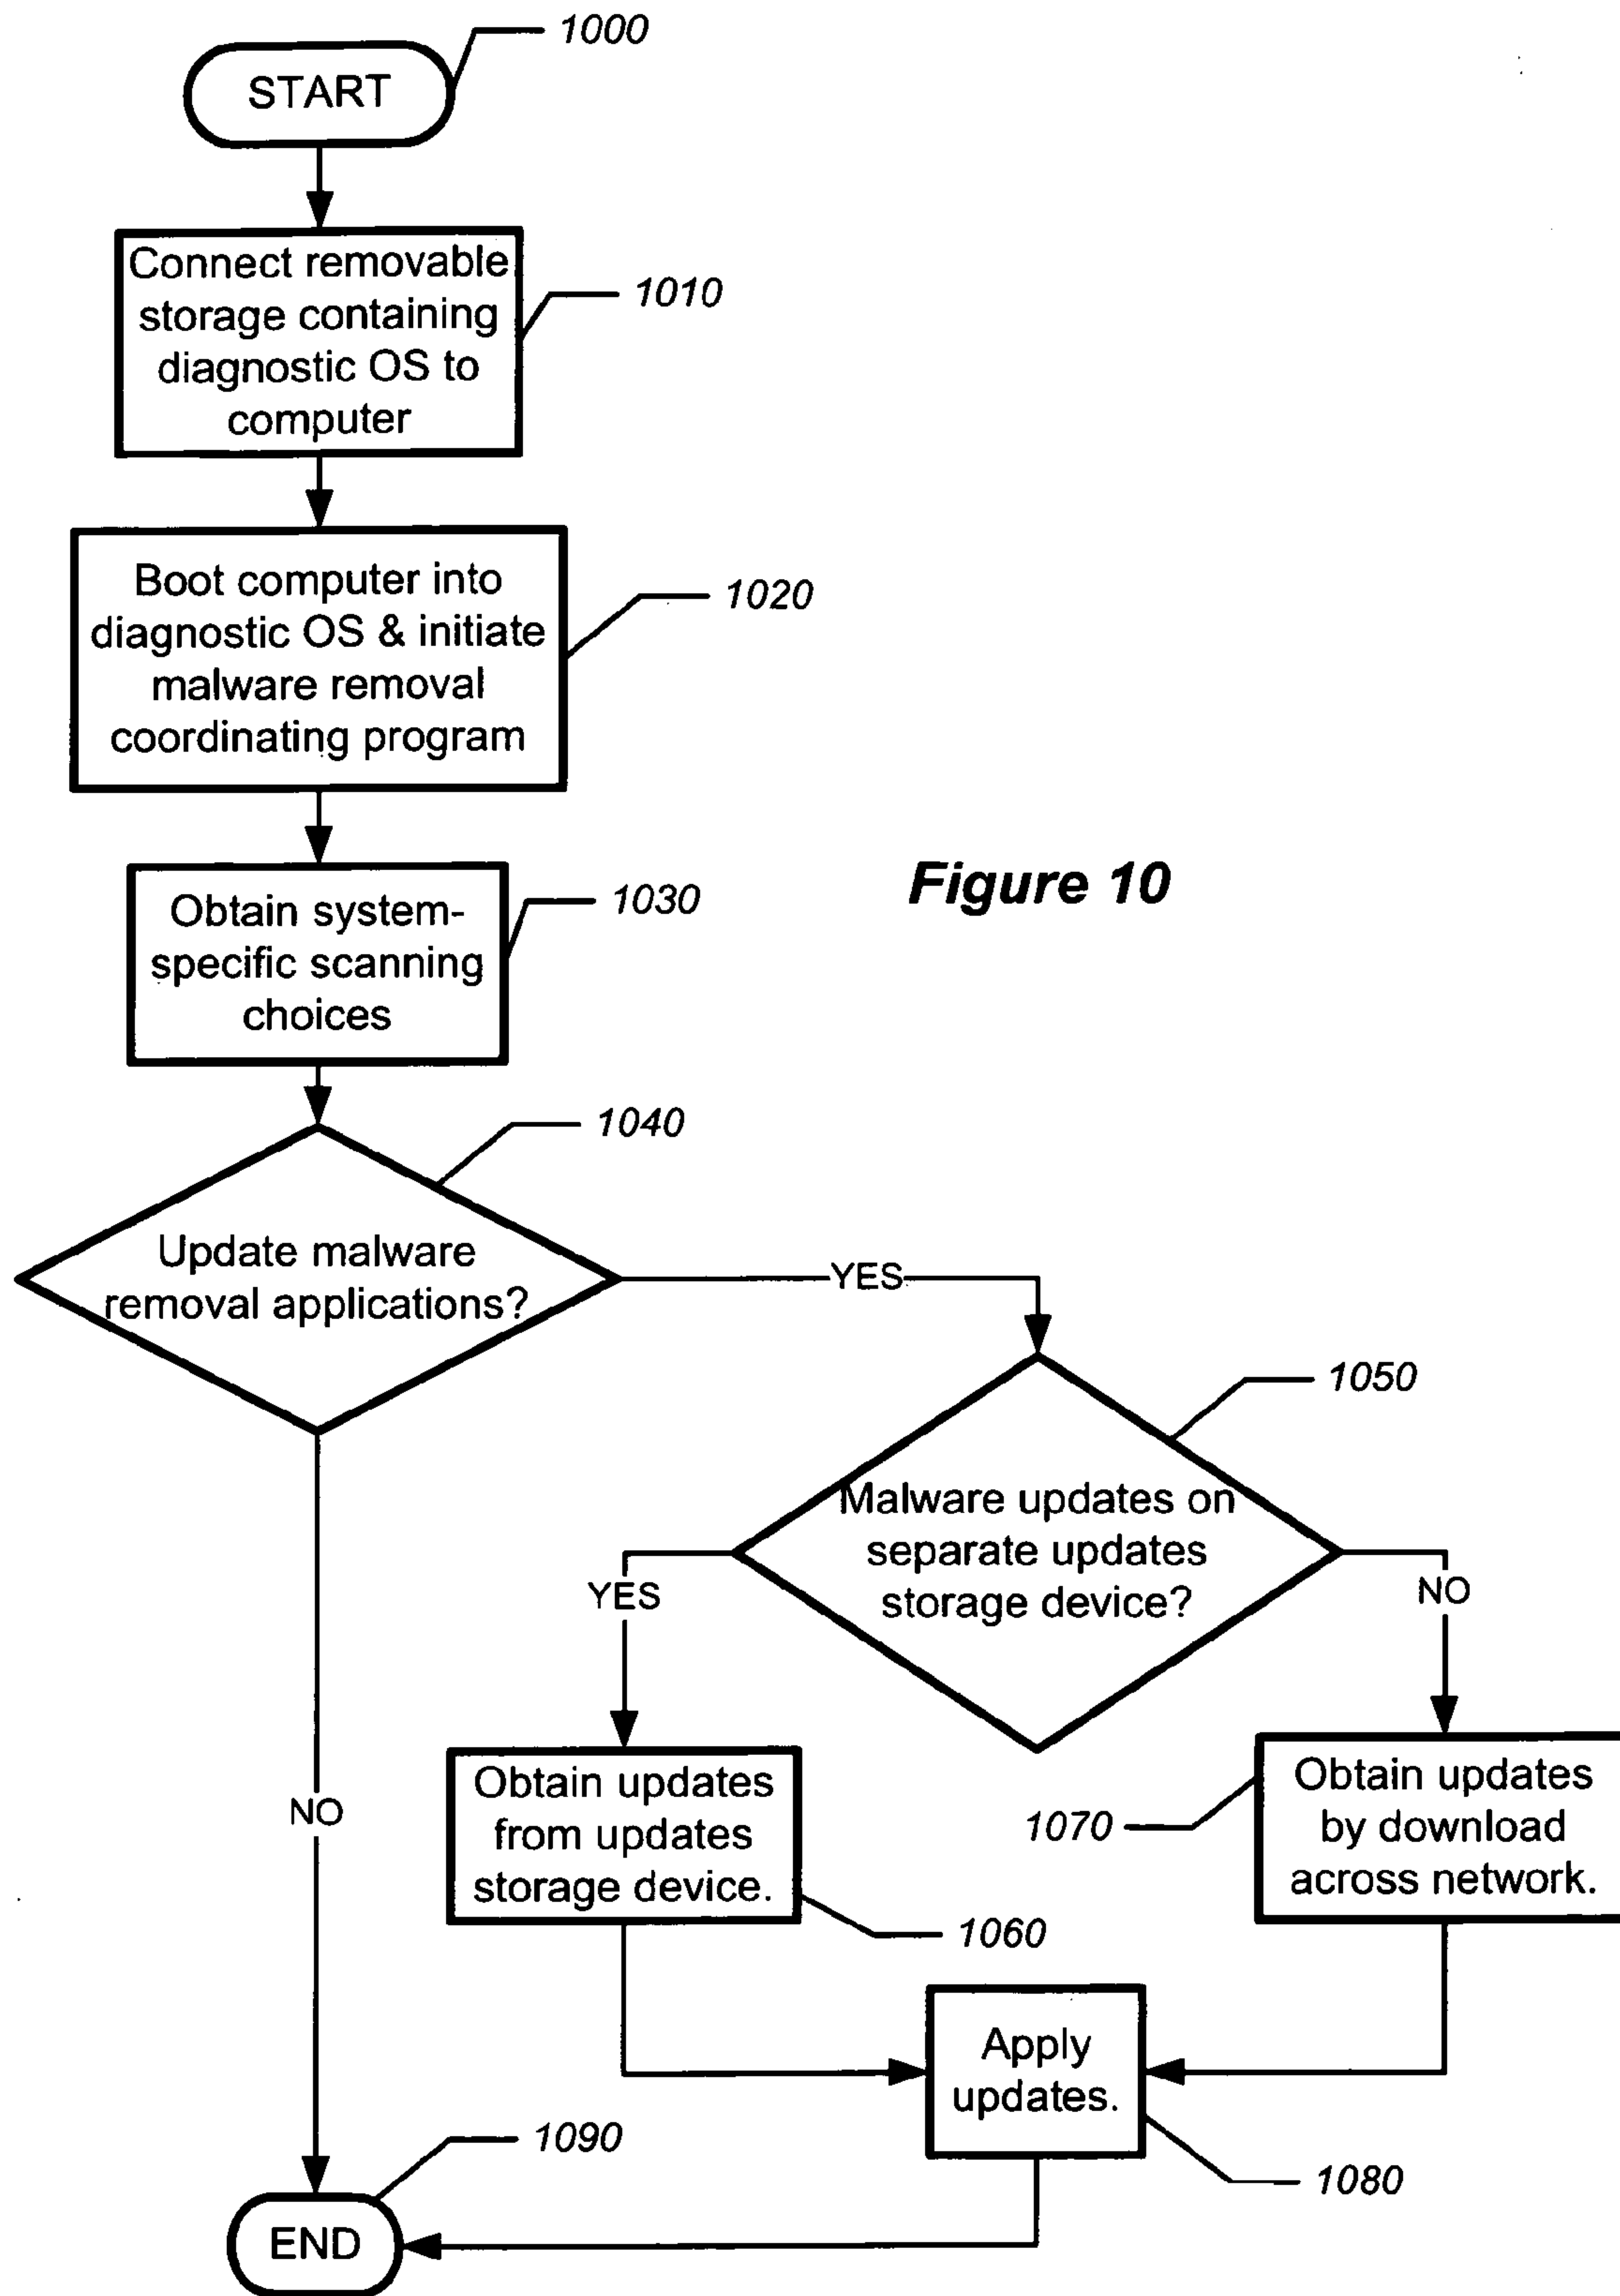 1000
START
Connect removable
storage containing
diagnostic OS to
computer
1010
Boot computer into
diagnostic OS & initiate
malware removal
coordinating program
1020
Figure 10
Obtain system-
specific scanning
choices
1030
1040
Update malware
removal applications?
YES
1050
Malware updates on
separate updates
storage device?
YES
NO
NO
Obtain updates
from updates
storage device.
1060
1070
Obtain updates
by download
across network.
Apply
updates.
1080
1090
END